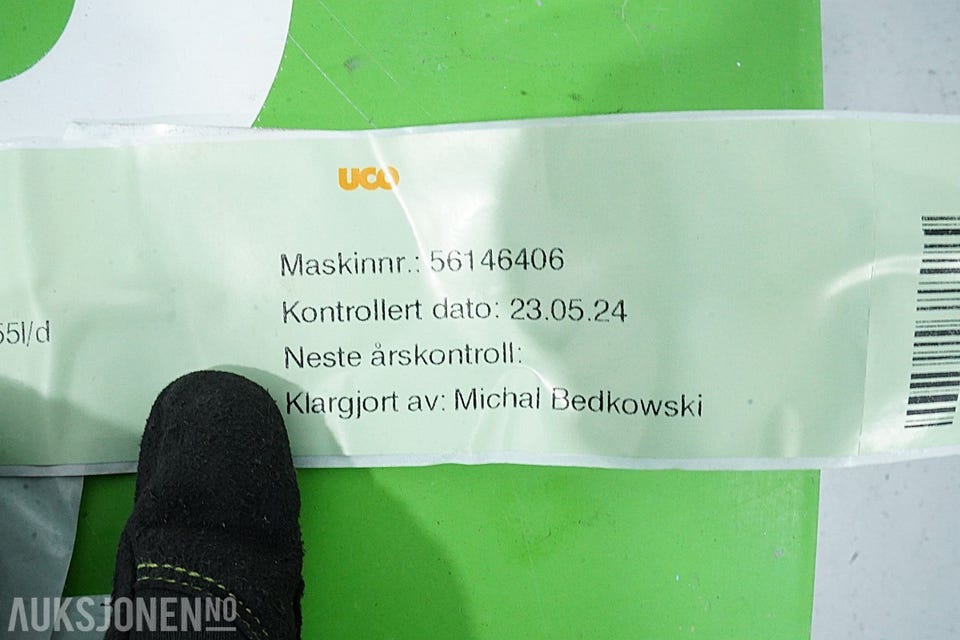 UCO
Maskinnr.: 56146406
Kontrollert dato: 23.05.24
55l/d
Neste årskontroll:
Klargjort av: Michal Bedkowski
AUKSJONEN.NO